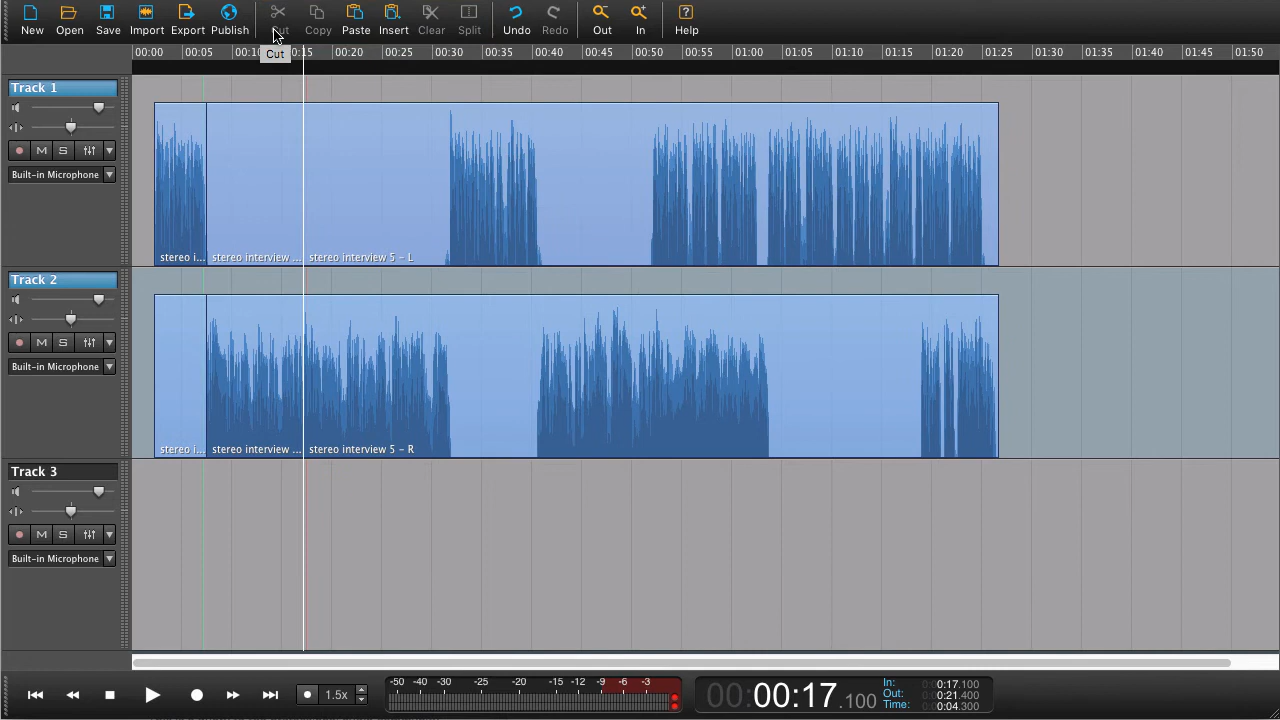 New Open Save Import Export Publish Cut Copy Paste Insert Clear Split Undo Redo Out In Help
Cut
00:00 00:05 00:10 00:15 00:20 00:25 00:30 00:35 00:40 00:45 00:50 00:55 01:00 01:05 01:10 01:15 01:20 01:25 01:30 01:35 01:40 01:45 01:50
Track 1
M S
Built-in Microphone
stereo i... stereo interview ... stereo interview 5 - L
Track 2
M S
Built-in Microphone
stereo i... stereo interview ... stereo interview 5 - R
Track 3
M S
Built-in Microphone
1.5x
-50 -40 -30 -25 -20 -15 -12 -9 -6 -3
00:00:17.100
In: 0:17.100
Out: 0:21.400
Time: 0:04.300